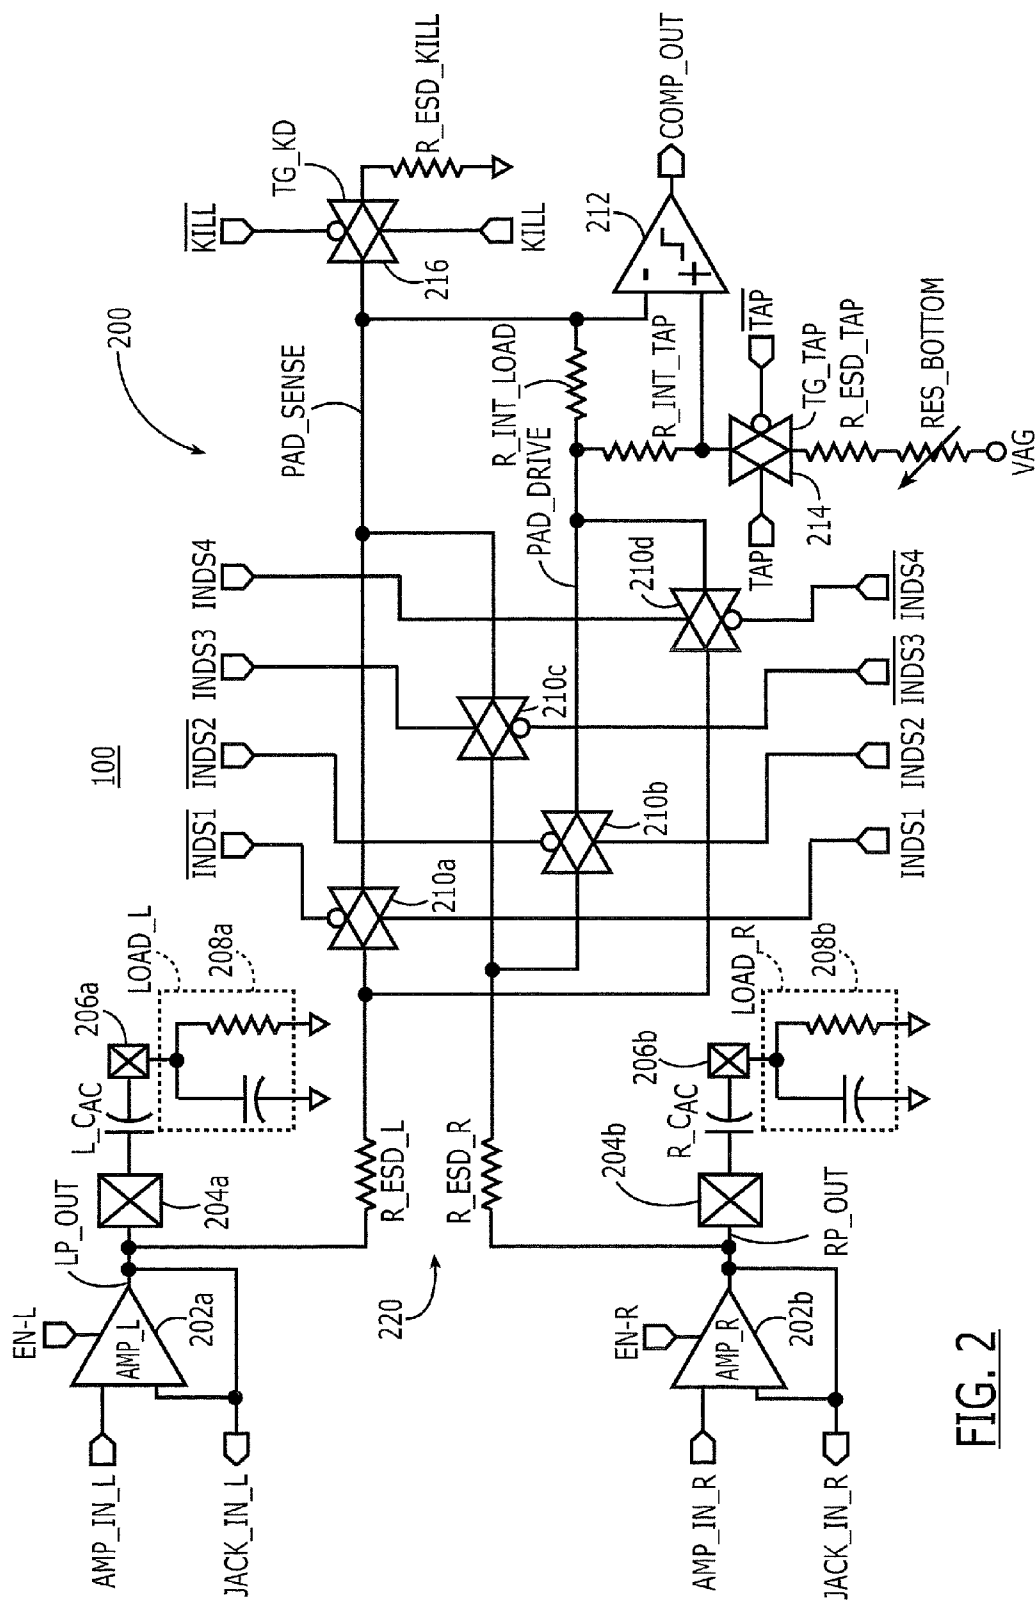 100
200
EN-L
LP_OUT
AMP_IN_L
AMP_L
202a
JACK_IN_L
204a
L_CAC
206a
LOAD_L
208a
R_ESD_L
220
R_ESD_R
EN-R
RP_OUT
AMP_IN_R
AMP_R
202b
JACK_IN_R
204b
R_CAC
206b
LOAD_R
208b
INDS1
INDS2
INDS3
INDS4
210a
210b
210c
210d
INDS1
INDS2
INDS3
INDS4
PAD_SENSE
PAD_DRIVE
R_INT_LOAD
R_INT_TAP
KILL
TG_KD
R_ESD_KILL
216
KILL
212
-
+
COMP_OUT
TAP
TAP
214
TG_TAP
R_ESD_TAP
RES_BOTTOM
VAG
FIG. 2